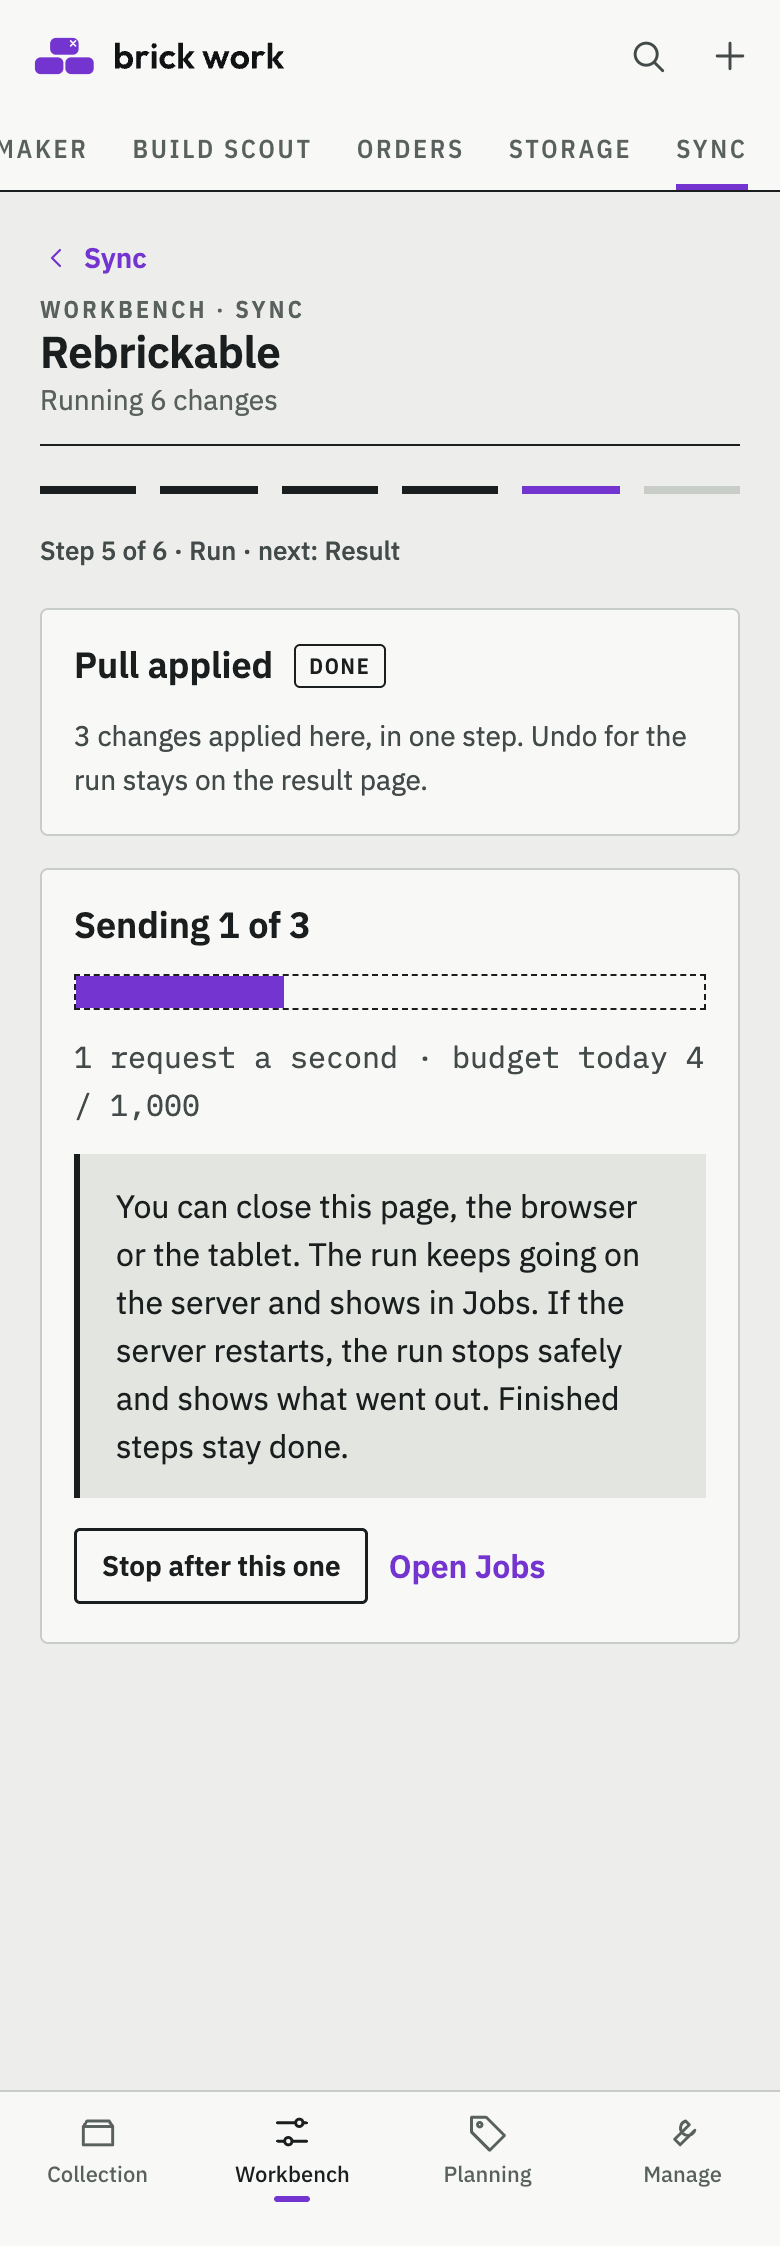 brick work
MAKER BUILD SCOUT ORDERS STORAGE SYNC
Sync
WORKBENCH · SYNC
Rebrickable
Running 6 changes
Step 5 of 6 · Run · next: Result
Pull applied DONE
3 changes applied here, in one step. Undo for the
run stays on the result page.
Sending 1 of 3
1 request a second · budget today 4
/ 1,000
You can close this page, the browser
or the tablet. The run keeps going on
the server and shows in Jobs. If the
server restarts, the run stops safely
and shows what went out. Finished
steps stay done.
Stop after this one Open Jobs
Collection Workbench Planning Manage